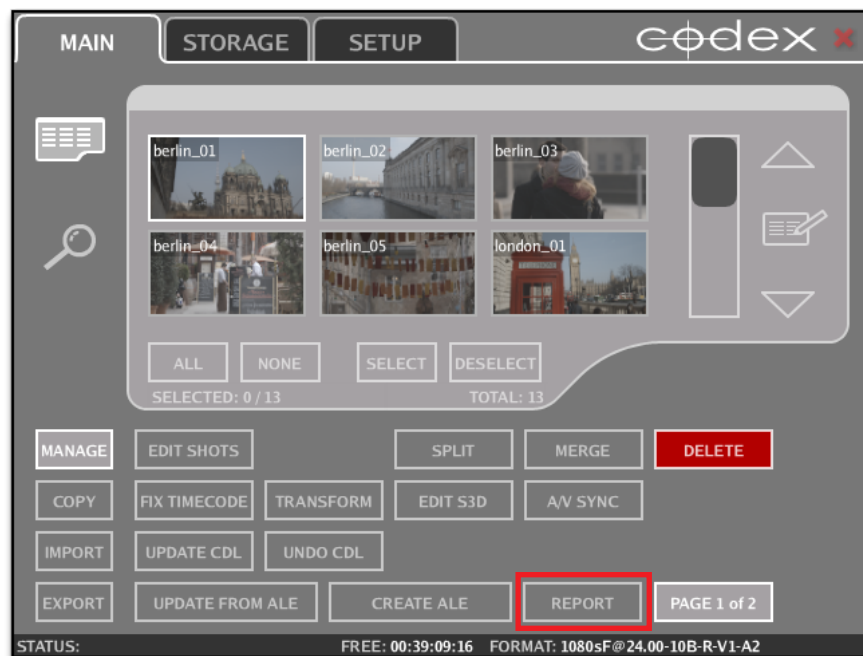 MAIN STORAGE SETUP codex
berlin_01 berlin_02 berlin_03
berlin_04 berlin_05 london_01
TELEPHONE
ALL NONE SELECT DESELECT
SELECTED: 0 / 13 TOTAL: 13
MANAGE EDIT SHOTS SPLIT MERGE DELETE
COPY FIX TIMECODE TRANSFORM EDIT S3D A/V SYNC
IMPORT UPDATE CDL UNDO CDL
EXPORT UPDATE FROM ALE CREATE ALE REPORT PAGE 1 of 2
STATUS: FREE: 00:39:09:16 FORMAT: 1080sF@24.00-10B-R-V1-A2